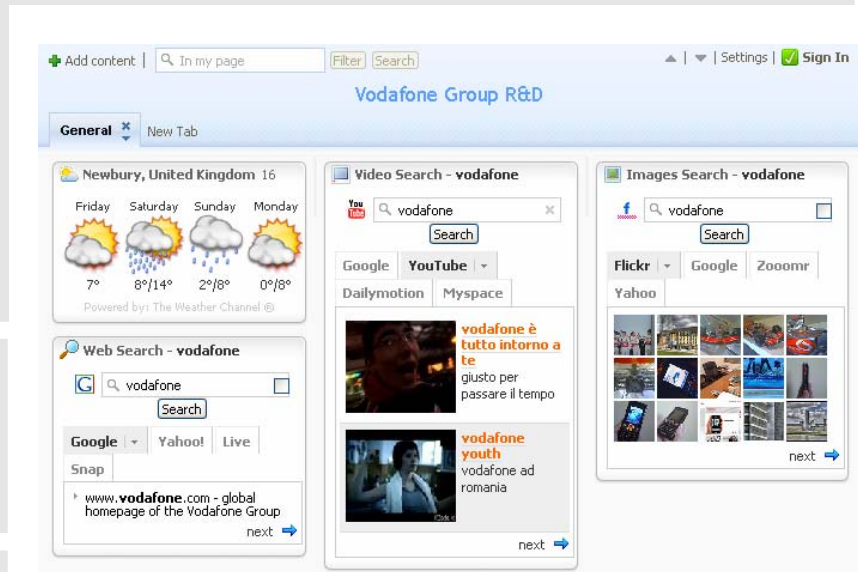 Add content | In my page Filter Search
Settings | Sign In
Vodafone Group R&D
General New Tab
Newbury, United Kingdom 16
Friday Saturday Sunday Monday
7° 8°/14° 2°/8° 0°/8°
Powered by: The Weather Channel ®
Web Search - vodafone
G vodafone
Search
Google Yahoo! Live
Snap
www.vodafone.com - global
homepage of the Vodafone Group
next
Video Search - vodafone
You Tube vodafone
Search
Google YouTube
Dailymotion Myspace
vodafone è
tutto intorno a
te
giusto per
passare il tempo
vodafone
youth
vodafone ad
romania
next
Images Search - vodafone
f vodafone
Search
Flickr Google Zooomr
Yahoo
next